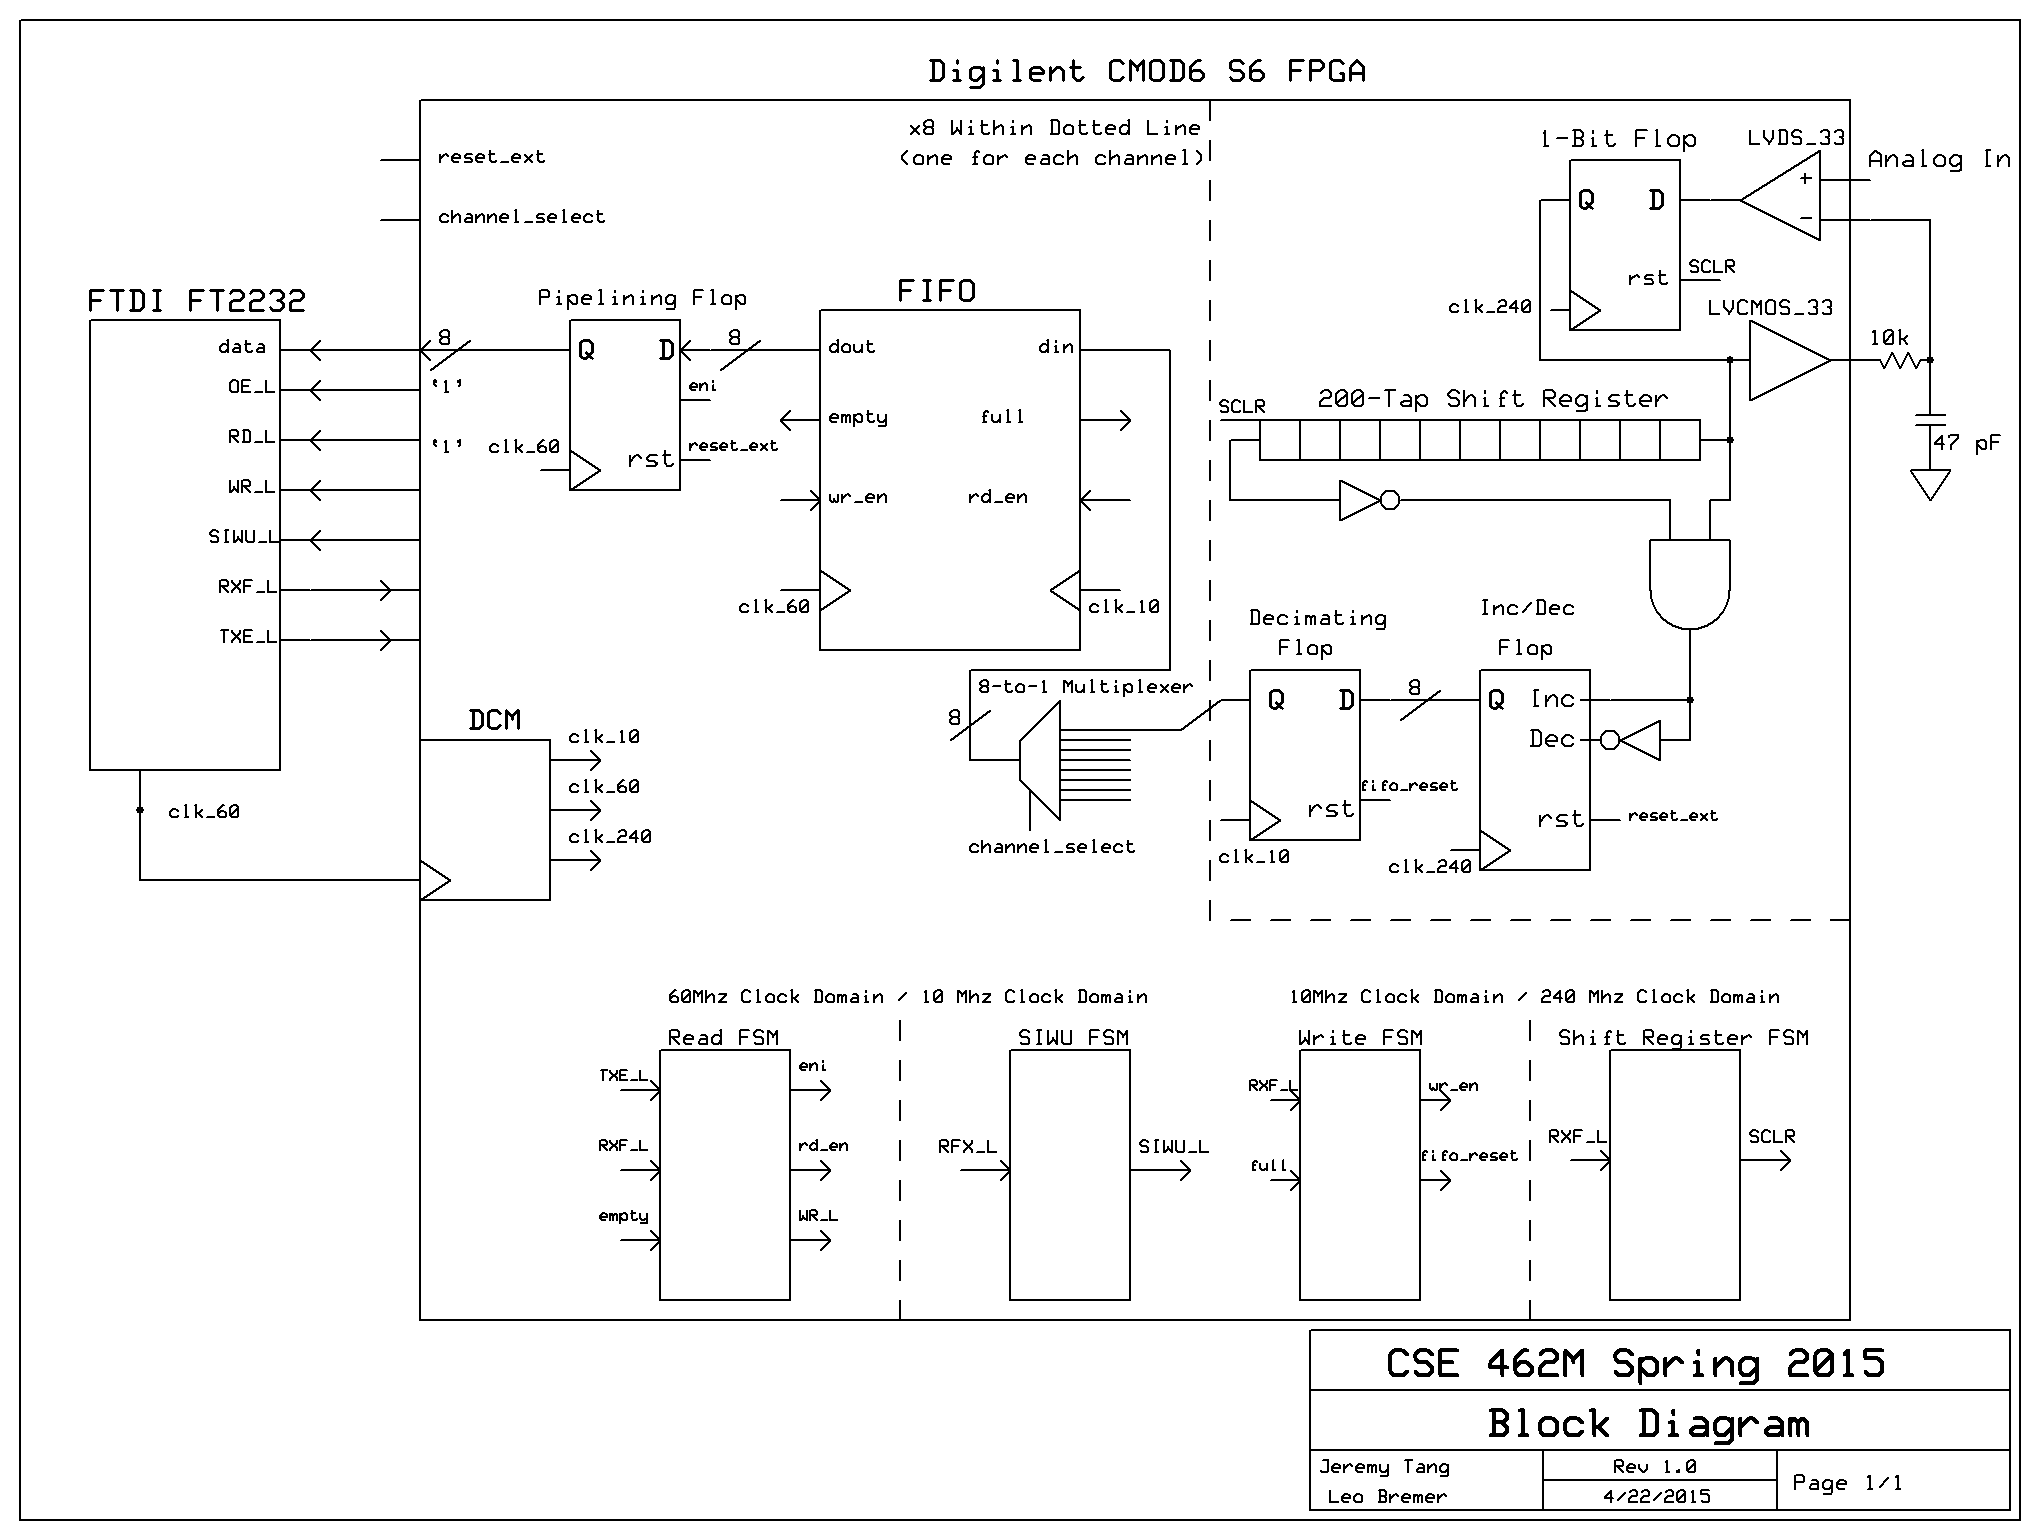 Digilent CMOD6 S6 FPGA
x8 Within Dotted Line
(one for each channel)
reset_ext
channel_select
1-Bit Flop
LVDS_33
Analog In
+
-
Q
D
rst
SCLR
clk_240
LVCMOS_33
10k
47 pF
FTDI FT2232
data
OE_L
RD_L
WR_L
SIWU_L
RXF_L
TXE_L
clk_60
8
'1'
'1'
Pipelining Flop
Q
D
eni
clk_60
rst
reset_ext
8
FIFO
dout
din
empty
full
wr_en
rd_en
clk_60
clk_10
SCLR
200-Tap Shift Register
8-to-1 Multiplexer
8
channel_select
Decimating
Flop
Q
D
fifo_reset
rst
clk_10
8
Inc/Dec
Flop
Q
Inc
Dec
rst
reset_ext
clk_240
DCM
clk_10
clk_60
clk_240
60Mhz Clock Domain / 10 Mhz Clock Domain
10Mhz Clock Domain / 240 Mhz Clock Domain
Read FSM
TXE_L
eni
RXF_L
rd_en
empty
WR_L
SIWU FSM
RFX_L
SIWU_L
Write FSM
RXF_L
wr_en
full
fifo_reset
Shift Register FSM
RXF_L
SCLR
CSE 462M Spring 2015
Block Diagram
Jeremy Tang
Leo Bremer
Rev 1.0
4/22/2015
Page 1/1